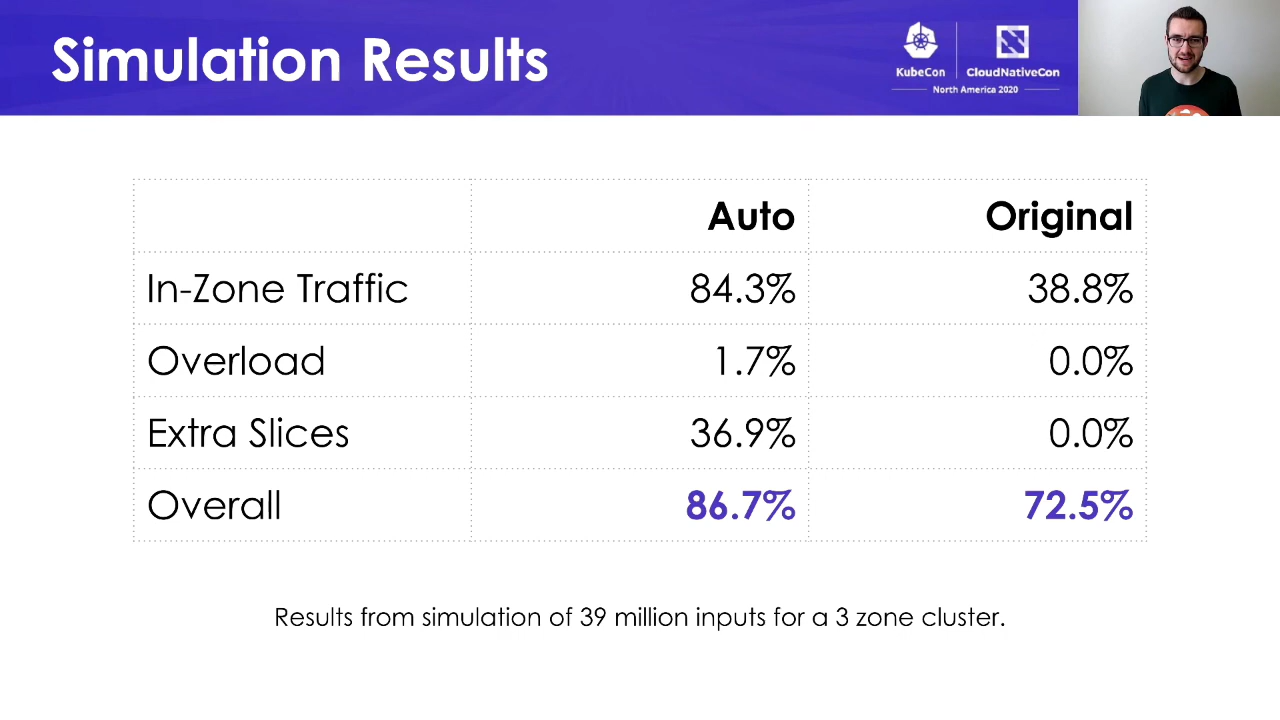 Simulation Results
KubeCon
CloudNativeCon
North America 2020
Auto Original
In-Zone Traffic 84.3% 38.8%
Overload 1.7% 0.0%
Extra Slices 36.9% 0.0%
Overall 86.7% 72.5%
Results from simulation of 39 million inputs for a 3 zone cluster.